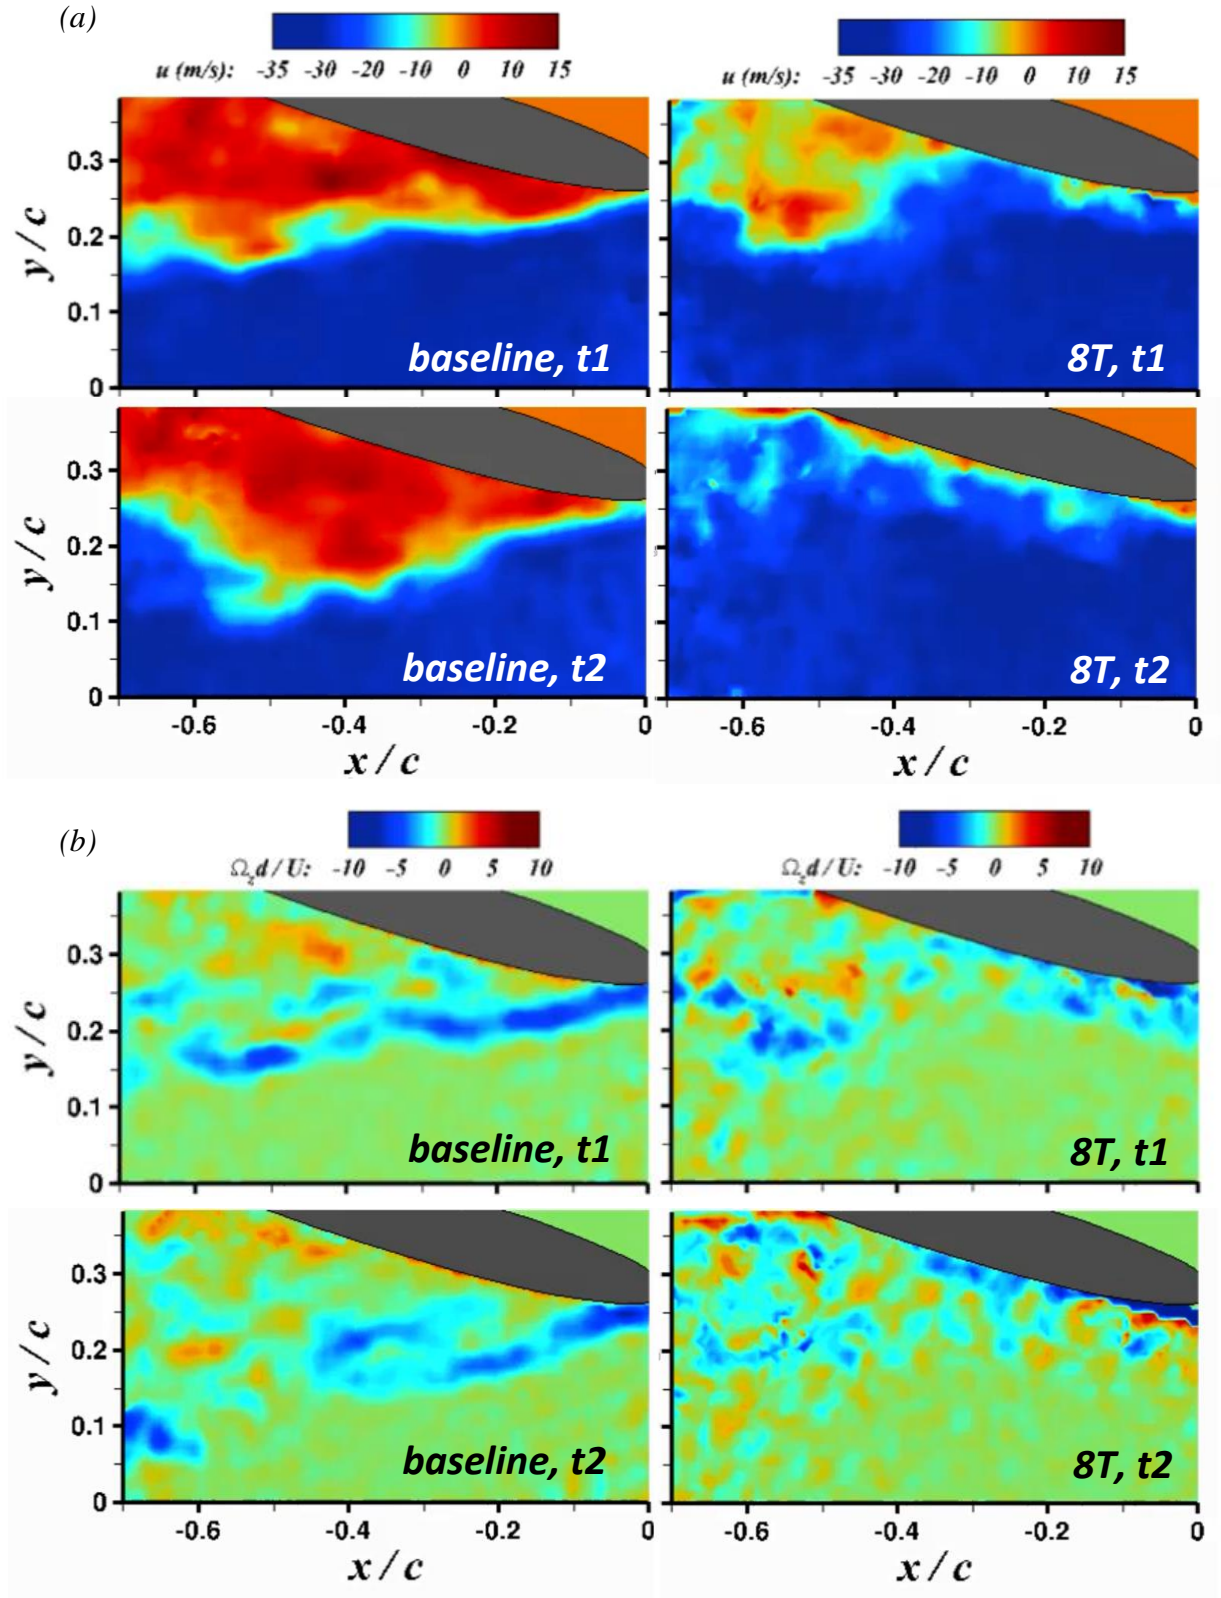 (a)
u (m/s): -35 -30 -20 -10 0 10 15
u (m/s): -35 -30 -20 -10 0 10 15
y / c
0.3
0.2
0.1
0
baseline, t1
8T, t1
y / c
0.3
0.2
0.1
0
baseline, t2
8T, t2
-0.6 -0.4 -0.2 0
-0.6 -0.4 -0.2 0
x / c
x / c
(b)
Ωzd / U: -10 -5 0 5 10
Ωzd / U: -10 -5 0 5 10
y / c
0.3
0.2
0.1
0
baseline, t1
8T, t1
y / c
0.3
0.2
0.1
0
baseline, t2
8T, t2
-0.6 -0.4 -0.2 0
-0.6 -0.4 -0.2 0
x / c
x / c